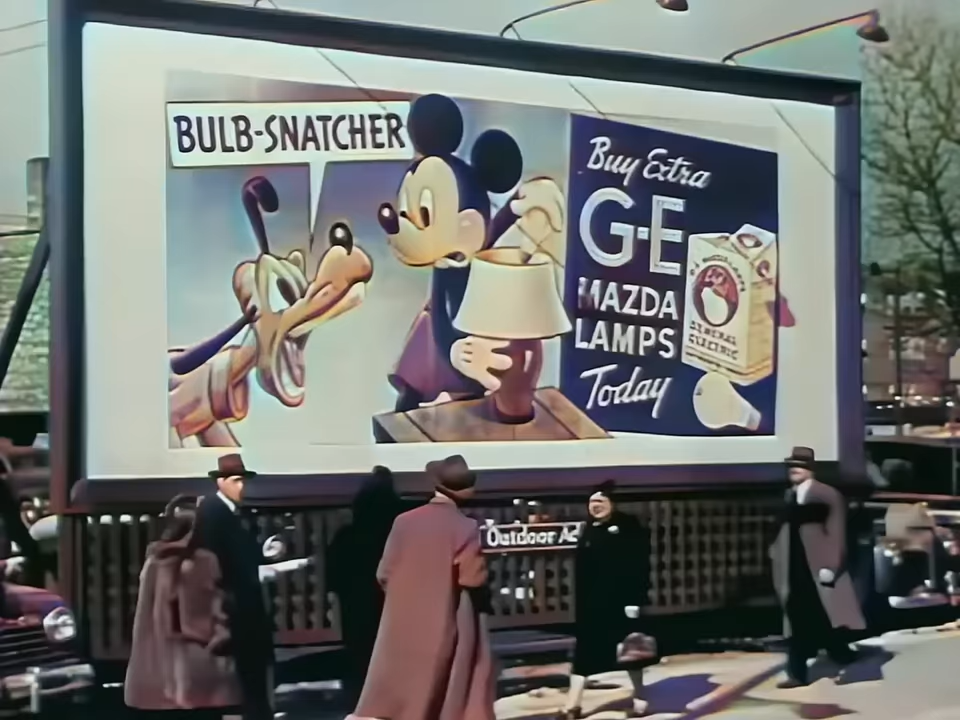 BULB-SNATCHER
Buy Extra
G-E
MAZDA
LAMPS
Today
GENERAL
ELECTRIC
Outdoor Ad